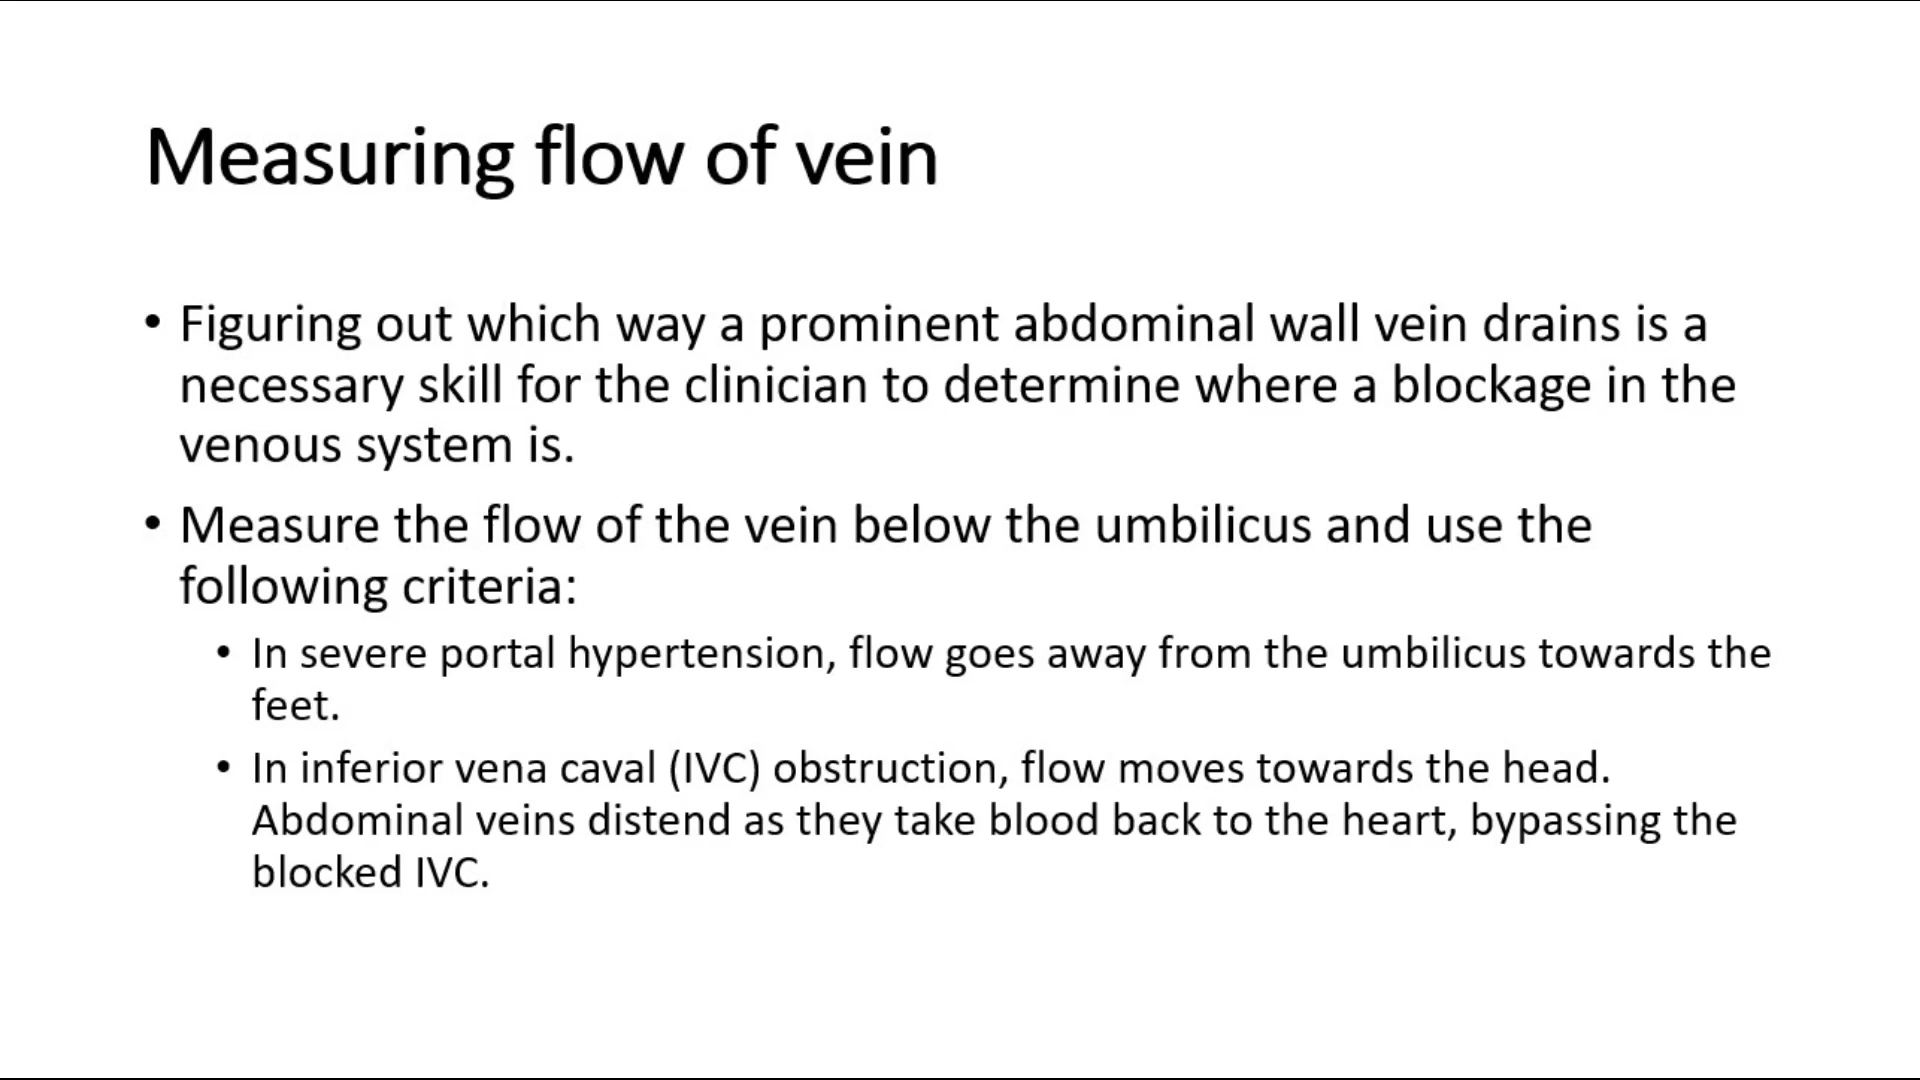 Measuring flow of vein
• Figuring out which way a prominent abdominal wall vein drains is a
necessary skill for the clinician to determine where a blockage in the
venous system is.
• Measure the flow of the vein below the umbilicus and use the
following criteria:
• In severe portal hypertension, flow goes away from the umbilicus towards the
feet.
• In inferior vena caval (IVC) obstruction, flow moves towards the head.
Abdominal veins distend as they take blood back to the heart, bypassing the
blocked IVC.